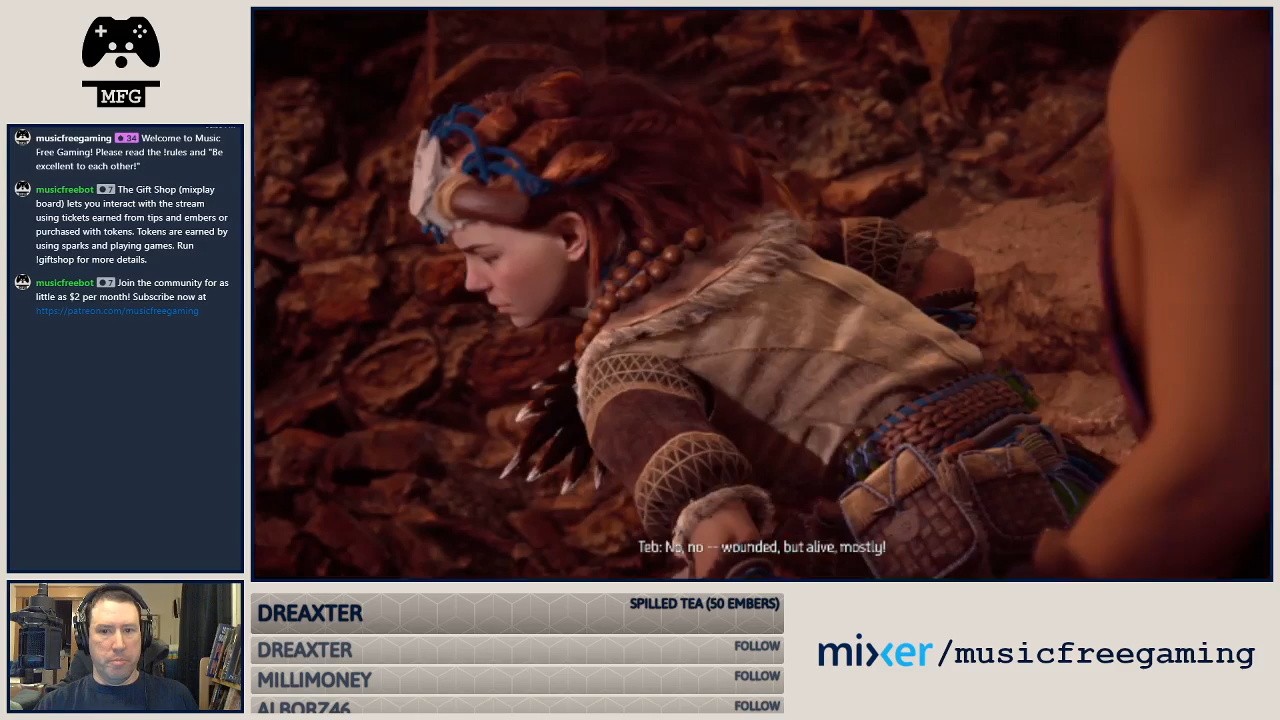 MFG
musicfreegaming 34 Welcome to Music
Free Gaming! Please read the !rules and "Be
excellent to each other!"
musicfreebot 7 The Gift Shop (mixplay
board) lets you interact with the stream
using tickets earned from tips and embers or
purchased with tokens. Tokens are earned by
using sparks and playing games. Run
!giftshop for more details.
musicfreebot 7 Join the community for as
little as $2 per month! Subscribe now at
https://patreon.com/musicfreegaming
Teb: No, no -- wounded, but alive, mostly!
DREAXTER SPILLED TEA (50 EMBERS)
DREAXTER FOLLOW
MILLIMONEY FOLLOW
ALBORZ46 FOLLOW
mixer/musicfreegaming